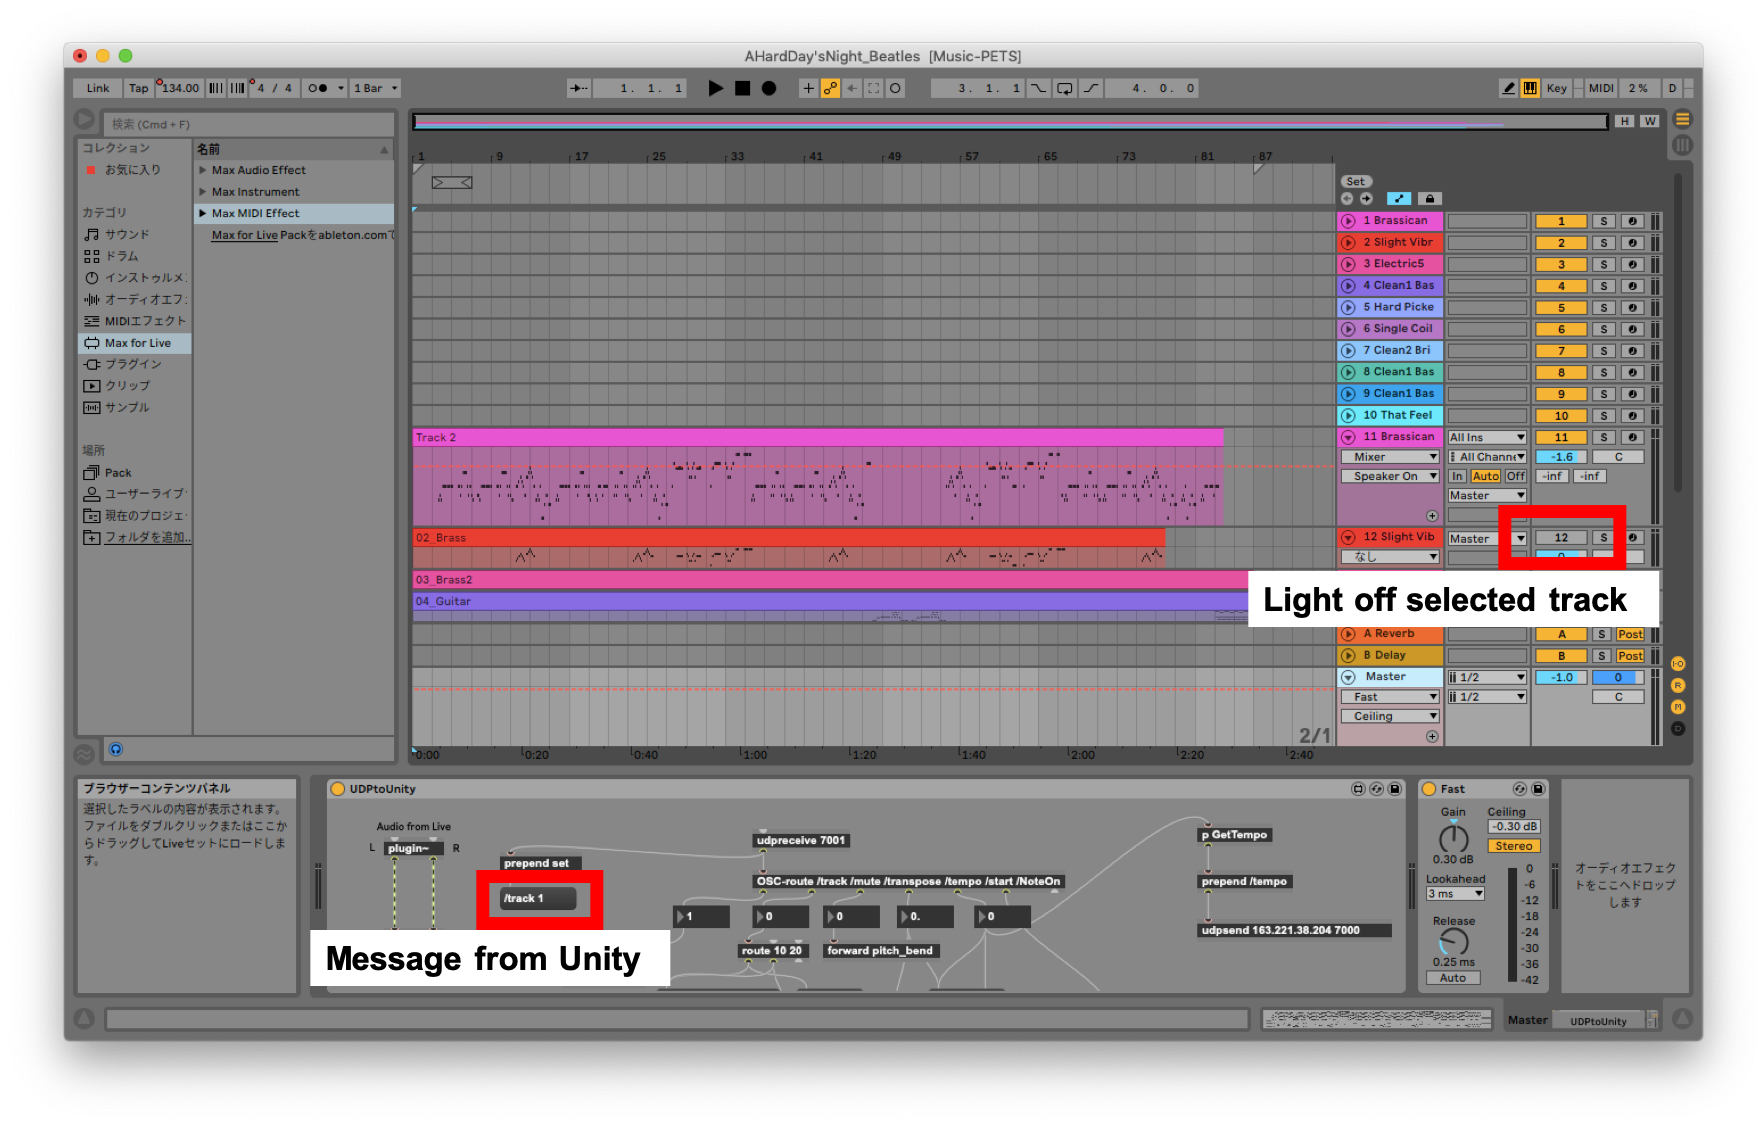 AHardDay'sNight_Beatles [Music-PETS]
Link Tap 134.00 4 / 4 1 Bar 1. 1. 1 3. 1. 1 4. 0. 0 Key MIDI 2 % D
検索 (Cmd + F)
H W
コレクション
お気に入り
カテゴリ
サウンド
ドラム
インストゥルメ
オーディオエフ
MIDIエフェクト
Max for Live
プラグイン
クリップ
サンプル
場所
Pack
ユーザーライブ
現在のプロジェ
フォルダを追加...
名前
Max Audio Effect
Max Instrument
Max MIDI Effect
Max for Live Packをableton.comで
1 9 17 25 33 41 49 57 65 73 81 87
Set
1 Brassican 1 S
2 Slight Vibr 2 S
3 Electric5 3 S
4 Clean1 Bas 4 S
5 Hard Picke 5 S
6 Single Coil 6 S
7 Clean2 Bri 7 S
8 Clean1 Bas 8 S
9 Clean1 Bas 9 S
10 That Feel 10 S
Track 2
11 Brassican All Ins 11 S
Mixer All Channe -1.6 C
Speaker On In Auto Off -inf -inf
Master
02_Brass
12 Slight Vib Master 12 S
なし
03_Brass2
04_Guitar
Light off selected track
A Reverb A S Post
B Delay B S Post
Master 1/2 -1.0 0
Fast 1/2 C
Ceiling
2/1
0:00 0:20 0:40 1:00 1:20 1:40 2:00 2:20 2:40
I·O
R
M
D
ブラウザーコンテンツパネル
選択したラベルの内容が表示されます。
ファイルをダブルクリックまたはここか
らドラッグしてLiveセットにロードしま
す。
UDPtoUnity
Audio from Live
L plugin~ R
prepend set
/track 1
Message from Unity
udpreceive 7001
OSC-route /track /mute /transpose /tempo /start /NoteOn
1 0 0 0. 0
route 10 20 forward pitch_bend
p GetTempo
prepend /tempo
udpsend 163.221.38.204 7000
Fast
Gain Ceiling
-0.30 dB
Stereo
0.30 dB
Lookahead
3 ms
Release
0.25 ms
Auto
0
-6
-12
-18
-24
-30
-36
-42
オーディオエフェク
トをここへドロップ
します
Master UDPtoUnity